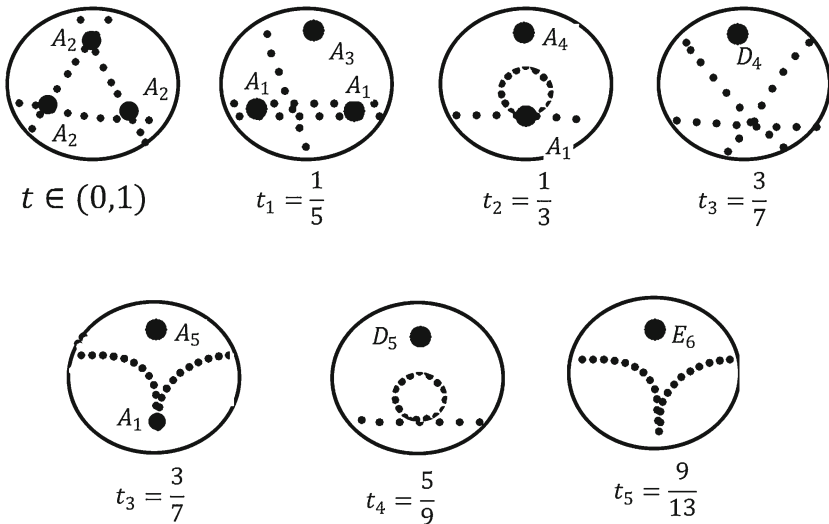 A₂
A₂
A₂
t ∈ (0,1)
A₃
A₁ A₁
t₁ = 1/5
A₄
A₁
t₂ = 1/3
D₄
t₃ = 3/7
A₅
A₁
t₃ = 3/7
D₅
t₄ = 5/9
E₆
t₅ = 9/13